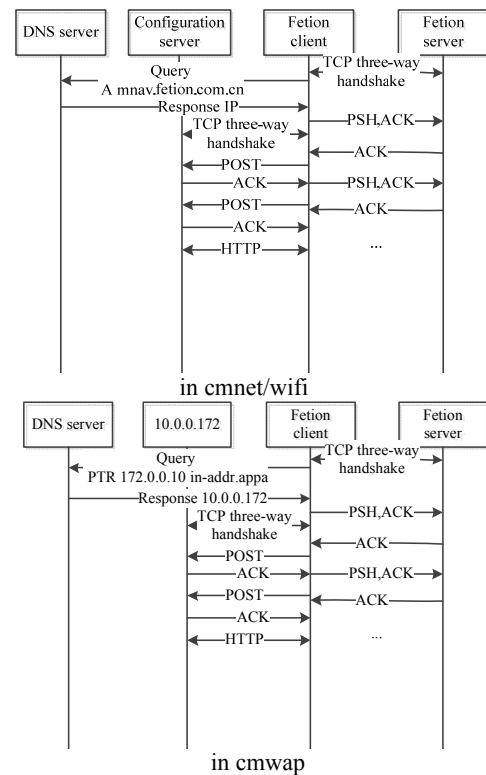 DNS server
Configuration
server
Fetion
client
Fetion
server
Query
A mnav.fetion.com.cn
TCP three-way
handshake
Response IP
TCP three-way
handshake
PSH,ACK
ACK
POST
ACK
PSH,ACK
POST
ACK
ACK
HTTP
...
in cmnet/wifi
DNS server
10.0.0.172
Fetion
client
Fetion
server
Query
PTR 172.0.0.10 in-addr.appa
TCP three-way
handshake
Response 10.0.0.172
TCP three-way
handshake
PSH,ACK
ACK
POST
ACK
PSH,ACK
POST
ACK
ACK
HTTP
...
in cmwap